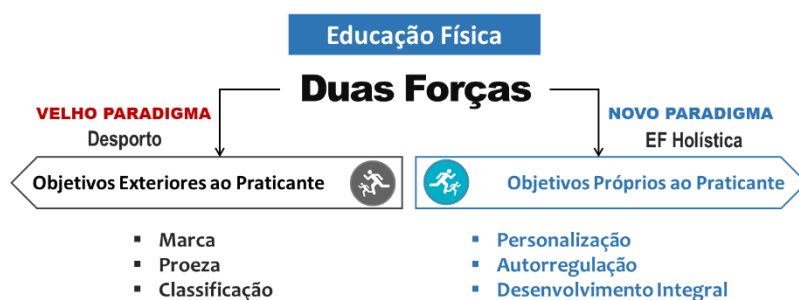 Educação Física
Duas Forças
VELHO PARADIGMA
Desporto
Objetivos Exteriores ao Praticante
▪ Marca
▪ Proeza
▪ Classificação
NOVO PARADIGMA
EF Holística
Objetivos Próprios ao Praticante
▪ Personalização
▪ Autorregulação
▪ Desenvolvimento Integral